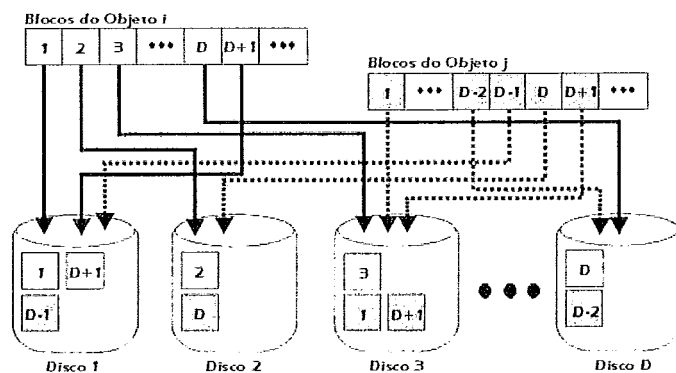 Blocos do Objeto i
1 2 3 ••• D D+1 •••
Blocos do Objeto j
1 ••• D-2 D-1 D D+1 •••
1 D+1 2 3 D
D-1 D 1 D+1 D-2
Disco 1 Disco 2 Disco 3 Disco D